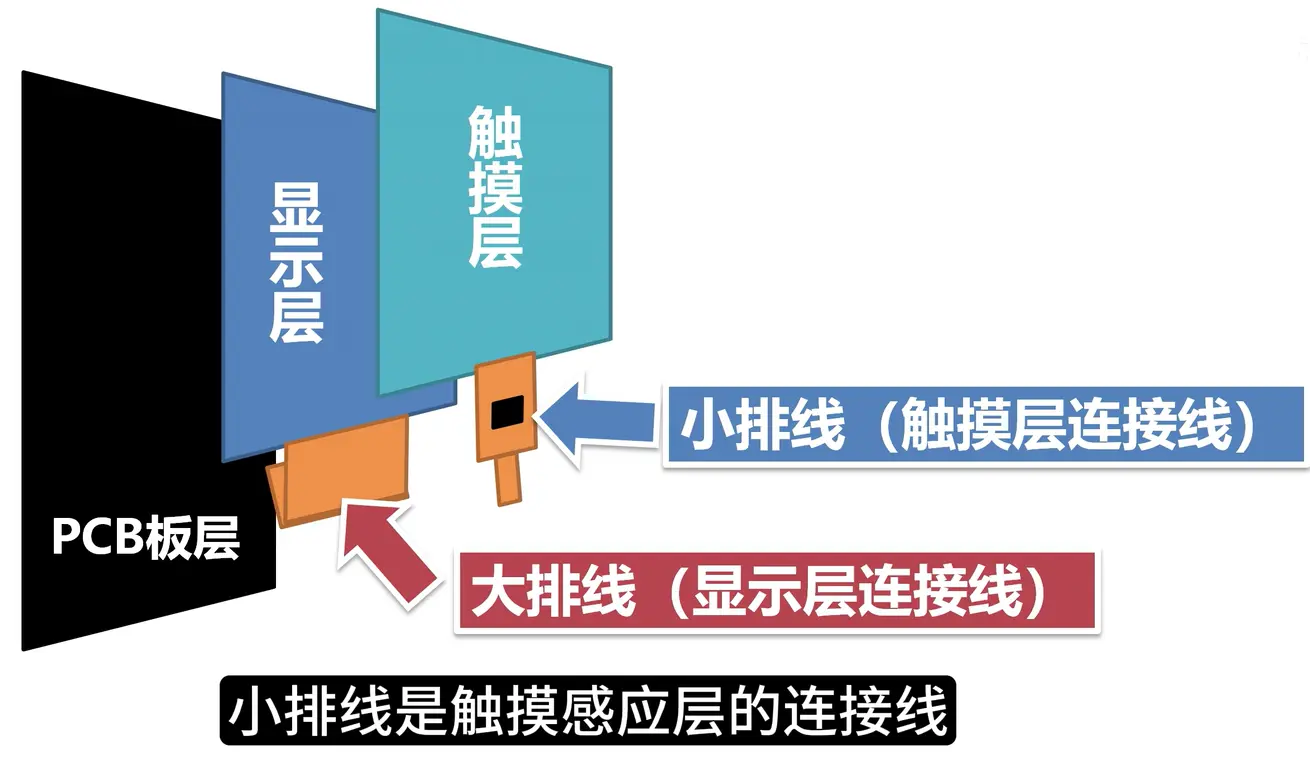 触摸层
显示层
小排线（触摸层连接线）
PCB板层
大排线（显示层连接线）
小排线是触摸感应层的连接线